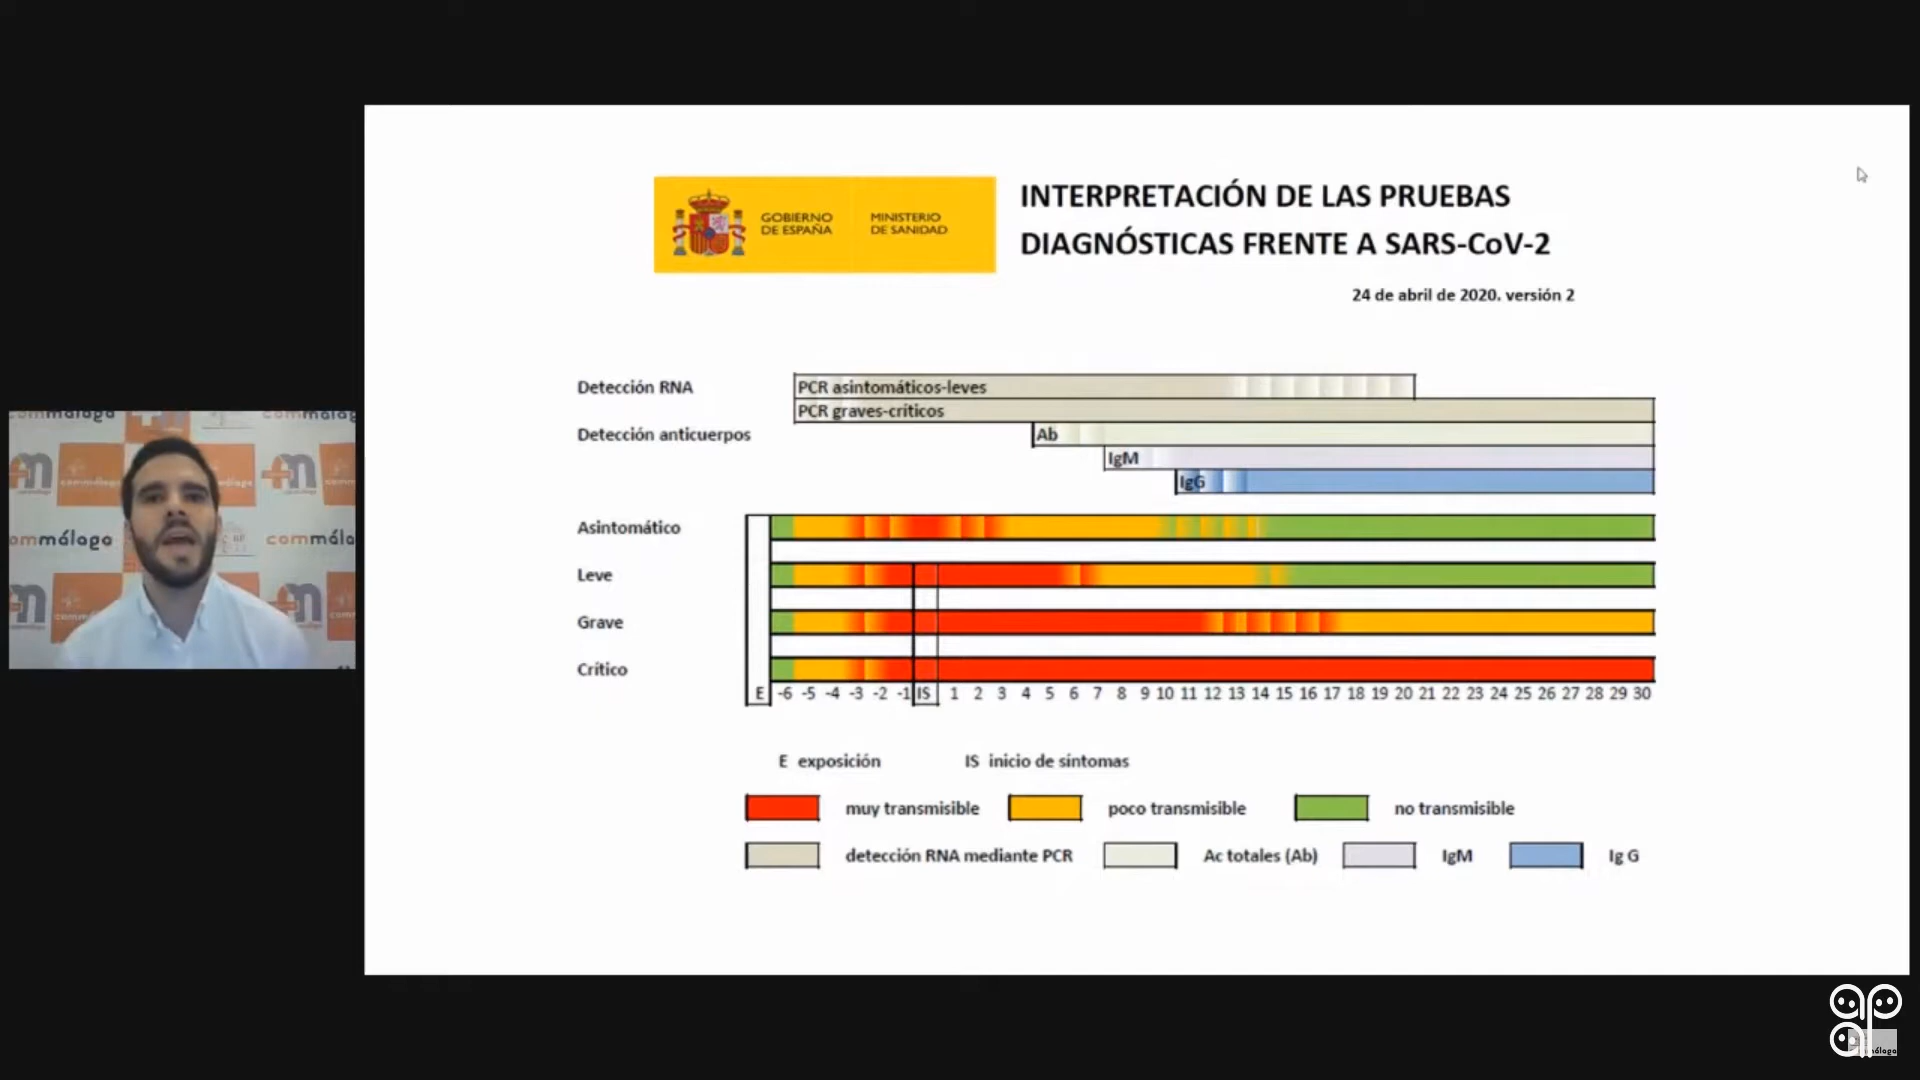 GOBIERNO
DE ESPAÑA
MINISTERIO
DE SANIDAD
INTERPRETACIÓN DE LAS PRUEBAS
DIAGNÓSTICAS FRENTE A SARS-CoV-2
24 de abril de 2020. versión 2
Detección RNA
PCR asintomáticos-leves
PCR graves-críticos
Detección anticuerpos
Ab
IgM
IgG
Asintomático
Leve
Grave
Crítico
E -6 -5 -4 -3 -2 -1 IS 1 2 3 4 5 6 7 8 9 10 11 12 13 14 15 16 17 18 19 20 21 22 23 24 25 26 27 28 29 30
E exposición IS inicio de síntomas
muy transmisible poco transmisible no transmisible
detección RNA mediante PCR Ac totales (Ab) IgM Ig G
commálaga
commálaga